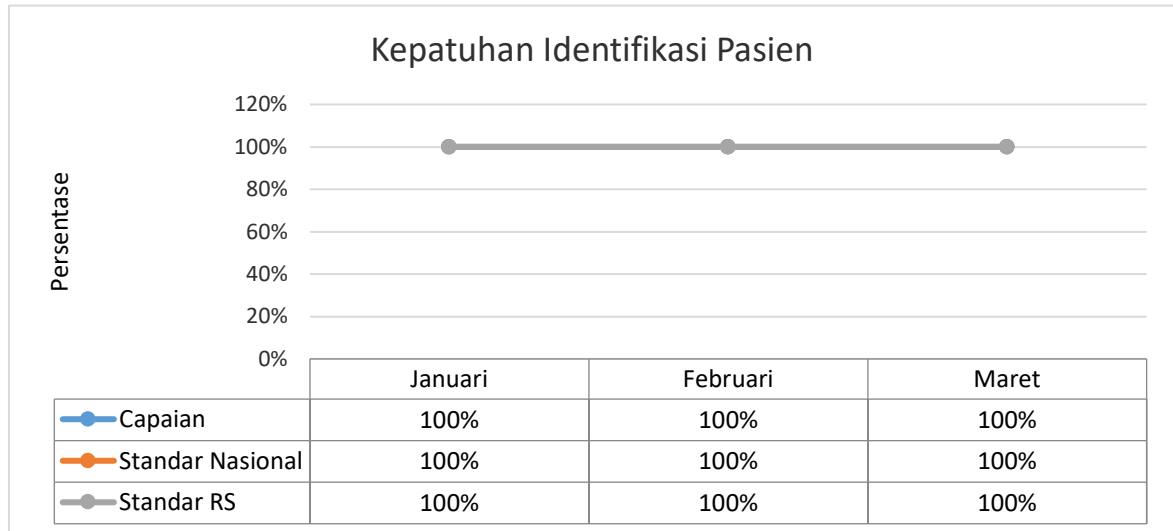 Kepatuhan Identifikasi Pasien
Persentase
120%
100%
80%
60%
40%
20%
0%
Januari Februari Maret
Capaian 100% 100% 100%
Standar Nasional 100% 100% 100%
Standar RS 100% 100% 100%